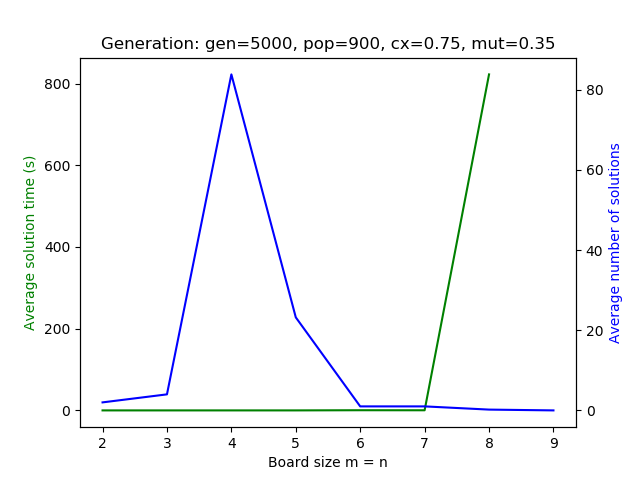 Generation: gen=5000, pop=900, cx=0.75, mut=0.35
Average solution time (s)
800
600
400
200
0
80
60
40
20
0
Average number of solutions
2 3 4 5 6 7 8 9
Board size m = n